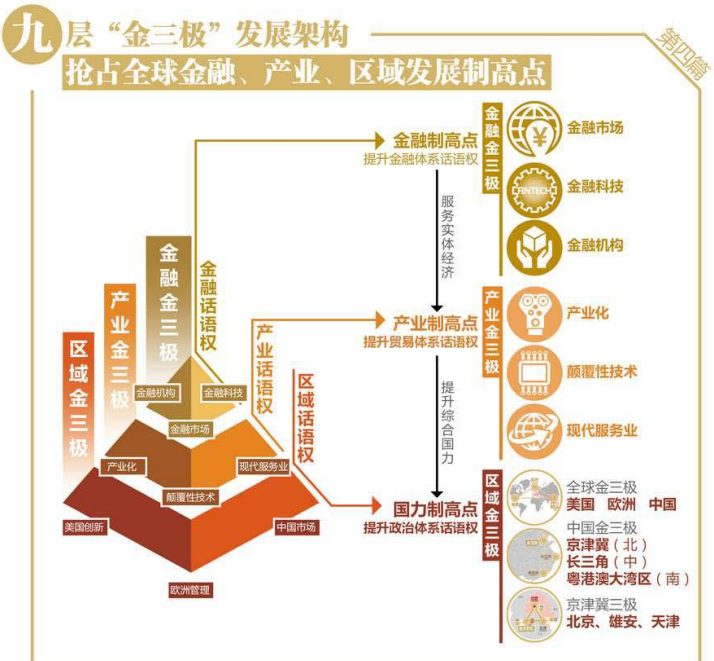 九层“金三极”发展架构
抢占全球金融、产业、区域发展制高点
第四篇
金融制高点
提升金融体系话语权
服务实体经济
产业制高点
提升贸易体系话语权
提升综合国力
国力制高点
提升政治体系话语权
金融金三极
金融市场
FINTECH
金融科技
金融机构
产业金三极
产业化
颠覆性技术
现代服务业
区域金三极
全球金三极
美国 欧洲 中国
中国金三极
京津冀（北）
长三角（中）
粤港澳大湾区（南）
京津冀三极
北京、雄安、天津
金融金三极
产业金三极
区域金三极
金融话语权
产业话语权
区域话语权
金融机构
金融科技
金融市场
产业化
现代服务业
颠覆性技术
美国创新
中国市场
欧洲管理